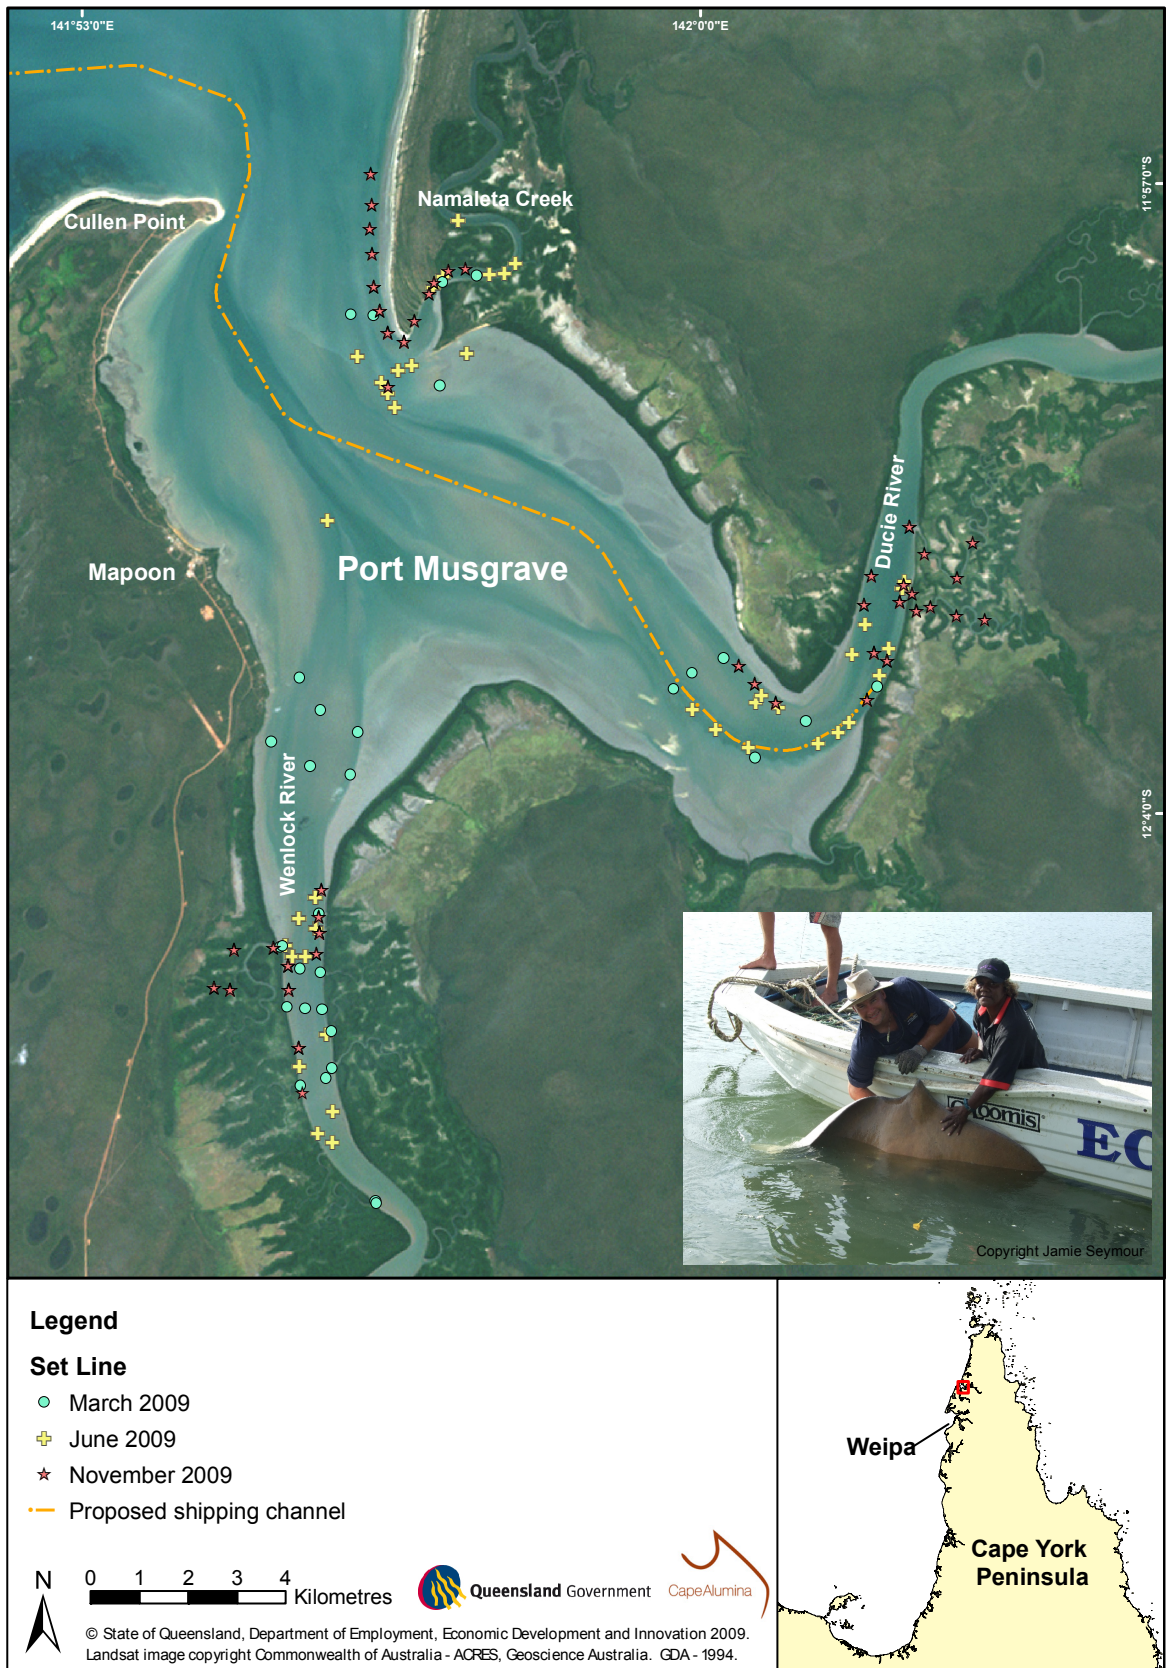 141°53'0"E
142°0'0"E
11°57'0"S
Namaleta Creek
Cullen Point
Ducie River
Port Musgrave
Mapoon
12°4'0"S
Wenlock River
G.loomis
EC
Copyright Jamie Seymour
Legend
Set Line
March 2009
June 2009
November 2009
Proposed shipping channel
N
0 1 2 3 4
Kilometres
Queensland Government
CapeAlumina
© State of Queensland, Department of Employment, Economic Development and Innovation 2009.
Landsat image copyright Commonwealth of Australia - ACRES, Geoscience Australia. GDA - 1994.
Weipa
Cape York
Peninsula